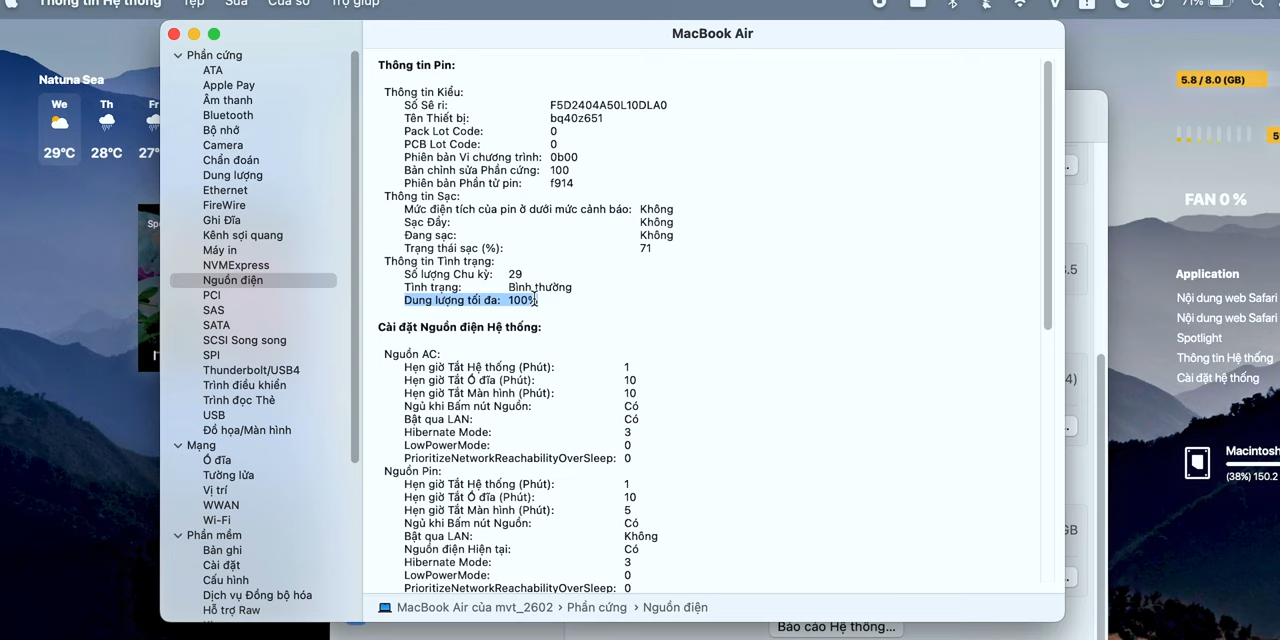 Thông tin Hệ thống Tệp Sửa Cửa sổ Trợ giúp 71%
MacBook Air
Phần cứng
ATA
Apple Pay
Âm thanh
Bluetooth
Bộ nhớ
Camera
Chẩn đoán
Dung lượng
Ethernet
FireWire
Ghi Đĩa
Kênh sợi quang
Máy in
NVMExpress
Nguồn điện
PCI
SAS
SATA
SCSI Song song
SPI
Thunderbolt/USB4
Trình điều khiển
Trình đọc Thẻ
USB
Đồ họa/Màn hình
Mạng
Ổ đĩa
Tường lửa
Vị trí
WWAN
Wi-Fi
Phần mềm
Bản ghi
Cài đặt
Cấu hình
Dịch vụ Đồng bộ hóa
Hỗ trợ Raw
Thông tin Pin:
Thông tin Kiểu:
Số Sê ri: F5D2404A50L10DLA0
Tên Thiết bị: bq40z651
Pack Lot Code: 0
PCB Lot Code: 0
Phiên bản Vi chương trình: 0b00
Bản chỉnh sửa Phần cứng: 100
Phiên bản Phần tử pin: f914
Thông tin Sạc:
Mức điện tích của pin ở dưới mức cảnh báo: Không
Sạc Đầy: Không
Đang sạc: Không
Trạng thái sạc (%): 71
Thông tin Tình trạng:
Số lượng Chu kỳ: 29
Tình trạng: Bình thường
Dung lượng tối đa: 100%
Cài đặt Nguồn điện Hệ thống:
Nguồn AC:
Hẹn giờ Tắt Hệ thống (Phút): 1
Hẹn giờ Tắt Ổ đĩa (Phút): 10
Hẹn giờ Tắt Màn hình (Phút): 10
Ngủ khi Bấm nút Nguồn: Có
Bật qua LAN: Có
Hibernate Mode: 3
LowPowerMode: 0
PrioritizeNetworkReachabilityOverSleep: 0
Nguồn Pin:
Hẹn giờ Tắt Hệ thống (Phút): 1
Hẹn giờ Tắt Ổ đĩa (Phút): 10
Hẹn giờ Tắt Màn hình (Phút): 5
Ngủ khi Bấm nút Nguồn: Có
Bật qua LAN: Không
Nguồn điện Hiện tại: Có
Hibernate Mode: 3
LowPowerMode: 0
PrioritizeNetworkReachabilityOverSleep: 0
MacBook Air của mvt_2602 › Phần cứng › Nguồn điện
Báo cáo Hệ thống...
Natuna Sea
We Th Fr
29°C 28°C 27°
5.8 / 8.0 (GB)
5
FAN 0 %
Application
Nội dung web Safari
Nội dung web Safari
Spotlight
Thông tin Hệ thống
Cài đặt hệ thống
Macintosh
(38%) 150.2